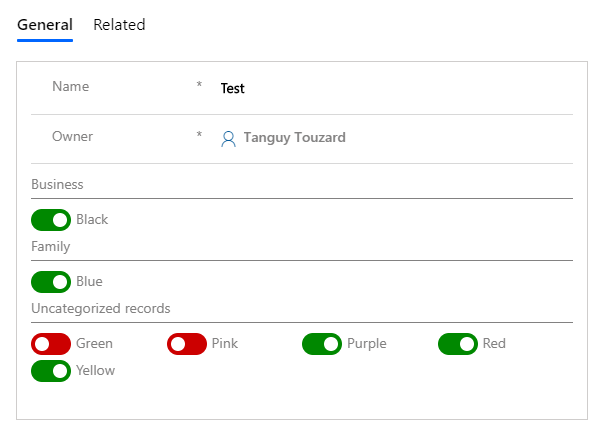 General Related
Name * Test
Owner * Tanguy Touzard
Business
Black
Family
Blue
Uncategorized records
Green Pink Purple Red
Yellow